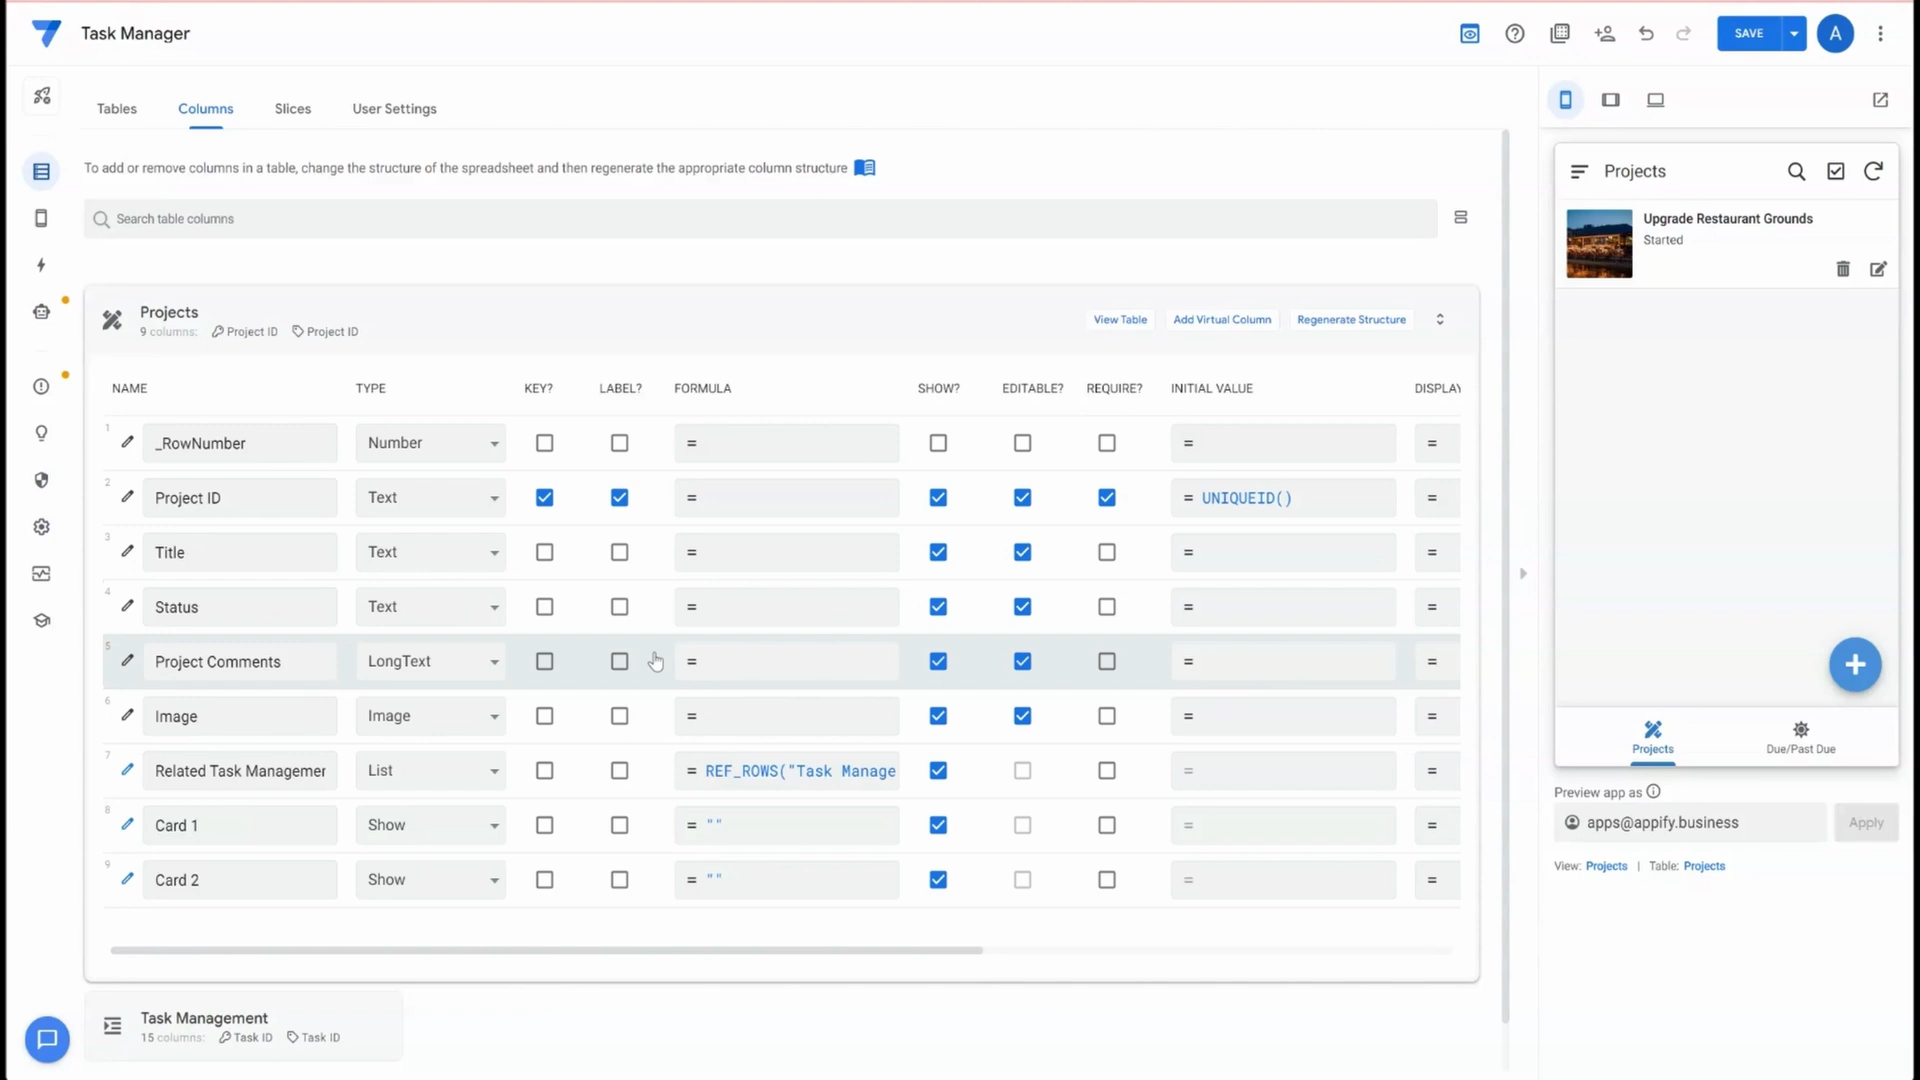 Task Manager
SAVE
A
Tables Columns Slices User Settings
To add or remove columns in a table, change the structure of the spreadsheet and then regenerate the appropriate column structure
Search table columns
Projects
9 columns: Project ID Project ID
View Table Add Virtual Column Regenerate Structure
NAME TYPE KEY? LABEL? FORMULA SHOW? EDITABLE? REQUIRE? INITIAL VALUE DISPLAY
1 _RowNumber Number = = =
2 Project ID Text = = UNIQUEID() =
3 Title Text = = =
4 Status Text = = =
5 Project Comments LongText = = =
6 Image Image = = =
7 Related Task Managemer List = REF_ROWS("Task Manage = =
8 Card 1 Show = "" = =
9 Card 2 Show = "" = =
Task Management
15 columns: Task ID Task ID
Projects
Upgrade Restaurant Grounds
Started
Projects Due/Past Due
Preview app as
apps@appify.business Apply
View: Projects | Table: Projects